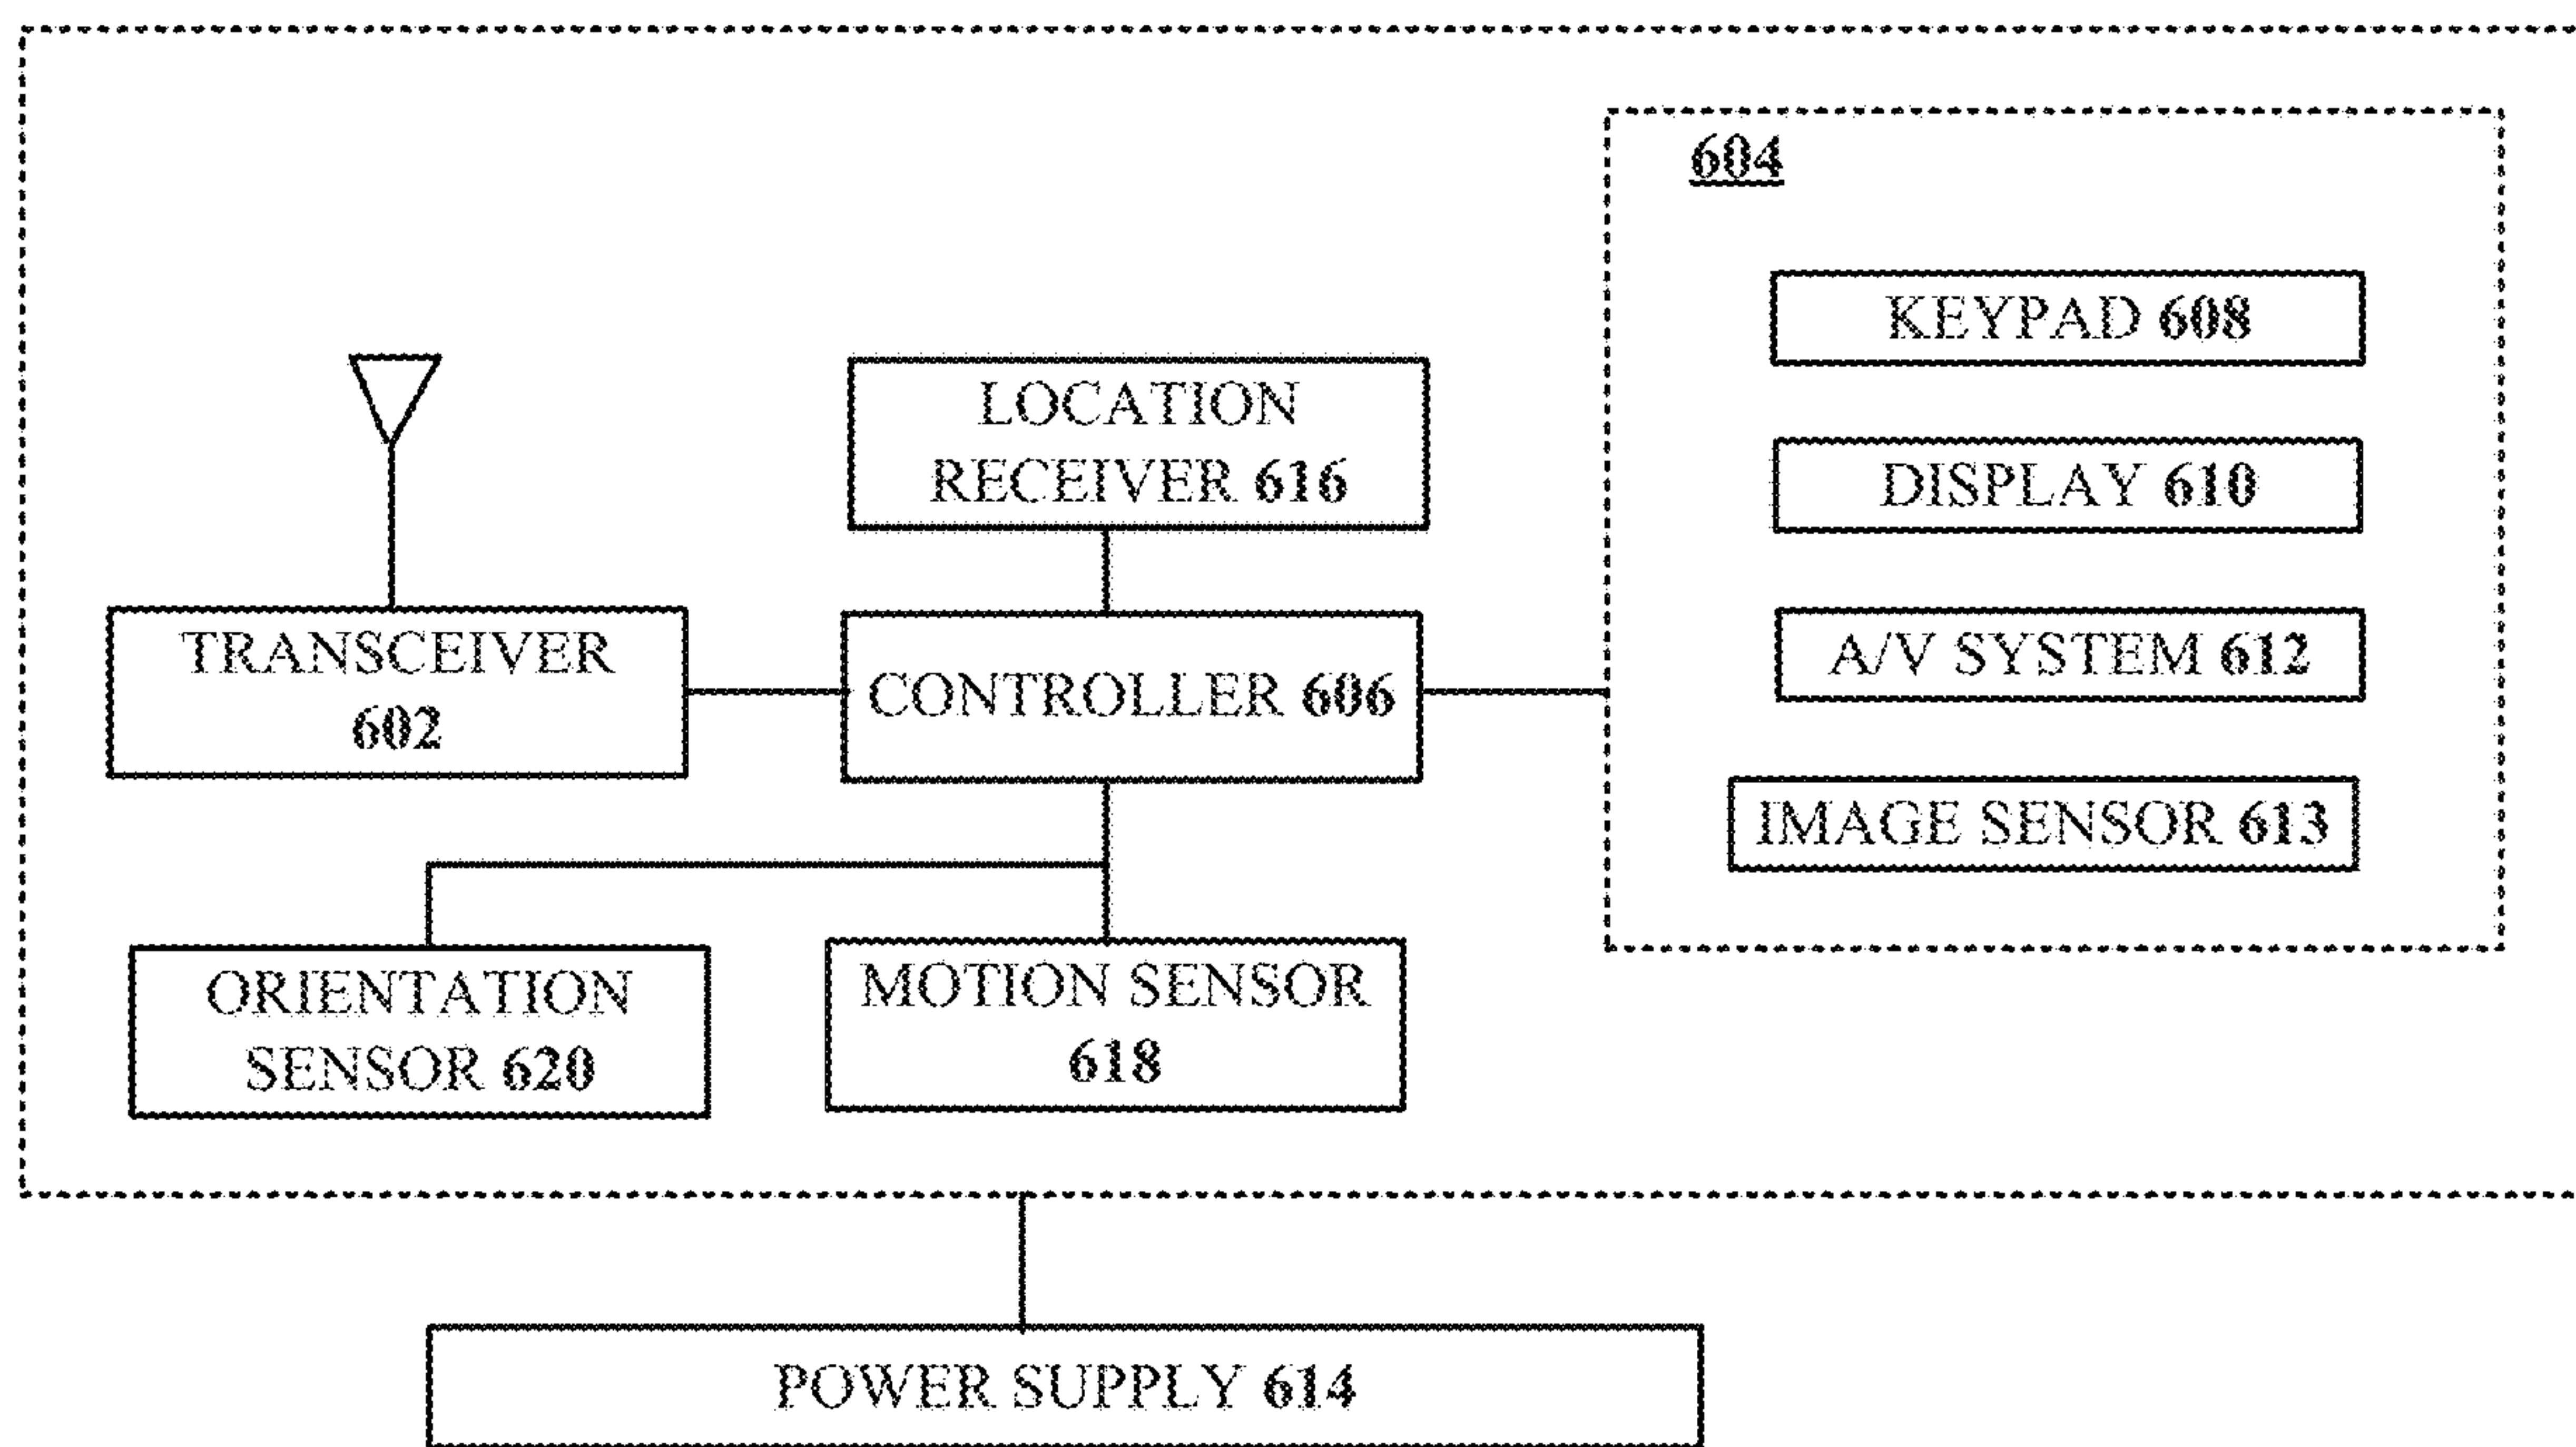 604
KEYPAD 608
DISPLAY 610
A/V SYSTEM 612
IMAGE SENSOR 613
LOCATION
RECEIVER 616
TRANSCEIVER
602
CONTROLLER 606
ORIENTATION
SENSOR 620
MOTION SENSOR
618
POWER SUPPLY 614